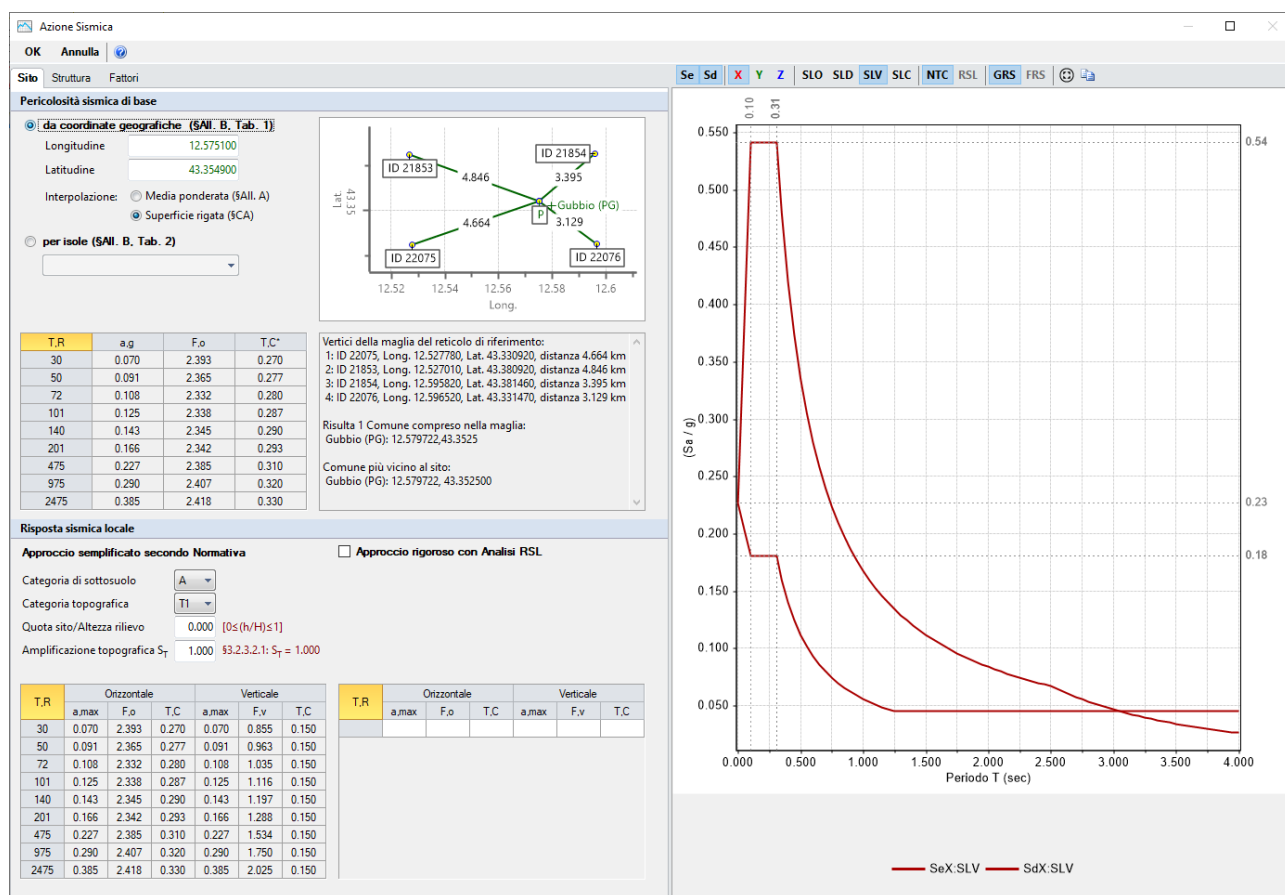 Azione Sismica
OK Annulla
Sito Struttura Fattori
Pericolosità sismica di base
da coordinate geografiche (§All. B, Tab. 1)
Longitudine 12.575100
Latitudine 43.354900
Interpolazione: Media ponderata (§All. A)
Superficie rigata (§CA)
per isole (§All. B, Tab. 2)
ID 21853
ID 21854
4.846
3.395
Lat.
43.35
P
Gubbio (PG)
4.664
3.129
ID 22075
ID 22076
12.52 12.54 12.56 12.58 12.6
Long.
T,R a,g F,o T,C*
30 0.070 2.393 0.270
50 0.091 2.365 0.277
72 0.108 2.332 0.280
101 0.125 2.338 0.287
140 0.143 2.345 0.290
201 0.166 2.342 0.293
475 0.227 2.385 0.310
975 0.290 2.407 0.320
2475 0.385 2.418 0.330
Vertici della maglia del reticolo di riferimento:
1: ID 22075, Long. 12.527780, Lat. 43.330920, distanza 4.664 km
2: ID 21853, Long. 12.527010, Lat. 43.380920, distanza 4.846 km
3: ID 21854, Long. 12.595820, Lat. 43.381460, distanza 3.395 km
4: ID 22076, Long. 12.596520, Lat. 43.331470, distanza 3.129 km
Risulta 1 Comune compreso nella maglia:
Gubbio (PG): 12.579722,43.3525
Comune più vicino al sito:
Gubbio (PG): 12.579722, 43.352500
Risposta sismica locale
Approccio semplificato secondo Normativa
Approccio rigoroso con Analisi RSL
Categoria di sottosuolo A
Categoria topografica T1
Quota sito/Altezza rilievo 0.000 [0≤(h/H)≤1]
Amplificazione topografica ST 1.000 §3.2.3.2.1: ST = 1.000
T,R Orizzontale Verticale
a,max F,o T,C a,max F,v T,C
30 0.070 2.393 0.270 0.070 0.855 0.150
50 0.091 2.365 0.277 0.091 0.963 0.150
72 0.108 2.332 0.280 0.108 1.035 0.150
101 0.125 2.338 0.287 0.125 1.116 0.150
140 0.143 2.345 0.290 0.143 1.197 0.150
201 0.166 2.342 0.293 0.166 1.288 0.150
475 0.227 2.385 0.310 0.227 1.534 0.150
975 0.290 2.407 0.320 0.290 1.750 0.150
2475 0.385 2.418 0.330 0.385 2.025 0.150
T,R Orizzontale Verticale
a,max F,o T,C a,max F,v T,C
Se Sd X Y Z SLO SLD SLV SLC NTC RSL GRS FRS
0.10 0.31
0.550
0.500
0.450
0.400
0.350
0.300
0.250
0.200
0.150
0.100
0.050
(Sa / g)
0.54
0.23
0.18
0.000 0.500 1.000 1.500 2.000 2.500 3.000 3.500 4.000
Periodo T (sec)
SeX:SLV SdX:SLV